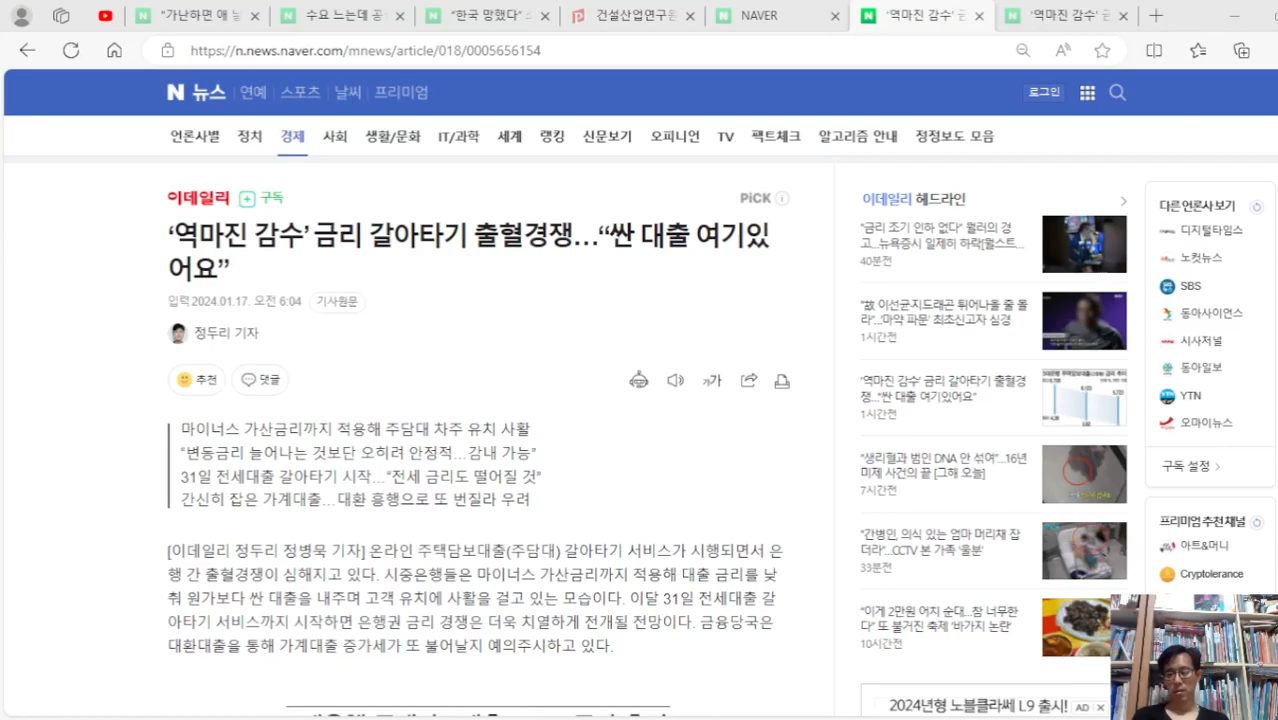 "가난하면 애 낳
수요 느는데 공
"한국 망했다"
건설산업연구원
NAVER
'역마진 감수' 금
'역마진 감수' 금
https://n.news.naver.com/mnews/article/018/0005656154
N 뉴스 연예 스포츠 날씨 프리미엄
로그인
언론사별 정치 경제 사회 생활/문화 IT/과학 세계 랭킹 신문보기 오피니언 TV 팩트체크 알고리즘 안내 정정보도 모음
이데일리 구독
PiCK
'역마진 감수' 금리 갈아타기 출혈경쟁…"싼 대출 여기있
어요"
입력 2024.01.17. 오전 6:04 기사원문
정두리 기자
추천 댓글
가가
마이너스 가산금리까지 적용해 주담대 차주 유치 사활
"변동금리 늘어나는 것보단 오히려 안정적…감내 가능"
31일 전세대출 갈아타기 시작…"전세 금리도 떨어질 것"
간신히 잡은 가계대출…대환 흥행으로 또 번질라 우려
[이데일리 정두리 정병묵 기자] 온라인 주택담보대출(주담대) 갈아타기 서비스가 시행되면서 은
행 간 출혈경쟁이 심해지고 있다. 시중은행들은 마이너스 가산금리까지 적용해 대출 금리를 낮
춰 원가보다 싼 대출을 내주며 고객 유치에 사활을 걸고 있는 모습이다. 이달 31일 전세대출 갈
아타기 서비스까지 시작하면 은행권 금리 경쟁은 더욱 치열하게 전개될 전망이다. 금융당국은
대환대출을 통해 가계대출 증가세가 또 불어날지 예의주시하고 있다.
이데일리 헤드라인
"금리 조기 인하 없다" 월러의 경
고…뉴욕증시 일제히 하락[월스트…
40분전
"故 이선균지드래곤 튀어나올 줄 몰
라"…'마약 파문' 최초신고자 심경
1시간전
'역마진 감수' 금리 갈아타기 출혈경
쟁…"싼 대출 여기있어요"
1시간전
"생리혈과 범인 DNA 안 섞여"…16년
미제 사건의 끝 [그해 오늘]
7시간전
"간병인, 의식 있는 엄마 머리채 잡
더라"…CCTV 본 가족 '울분'
33분전
"이게 2만원 어치 순대…참 너무한
다" 또 불거진 축제 '바가지 논란'
10시간전
2024년형 노블클라쎄 L9 출시! AD
다른 언론사 보기
디지털타임스
노컷뉴스
SBS
동아사이언스
시사저널
동아일보
YTN
오마이뉴스
구독 설정
프리미엄 추천 채널
아트&머니
Cryptolerance